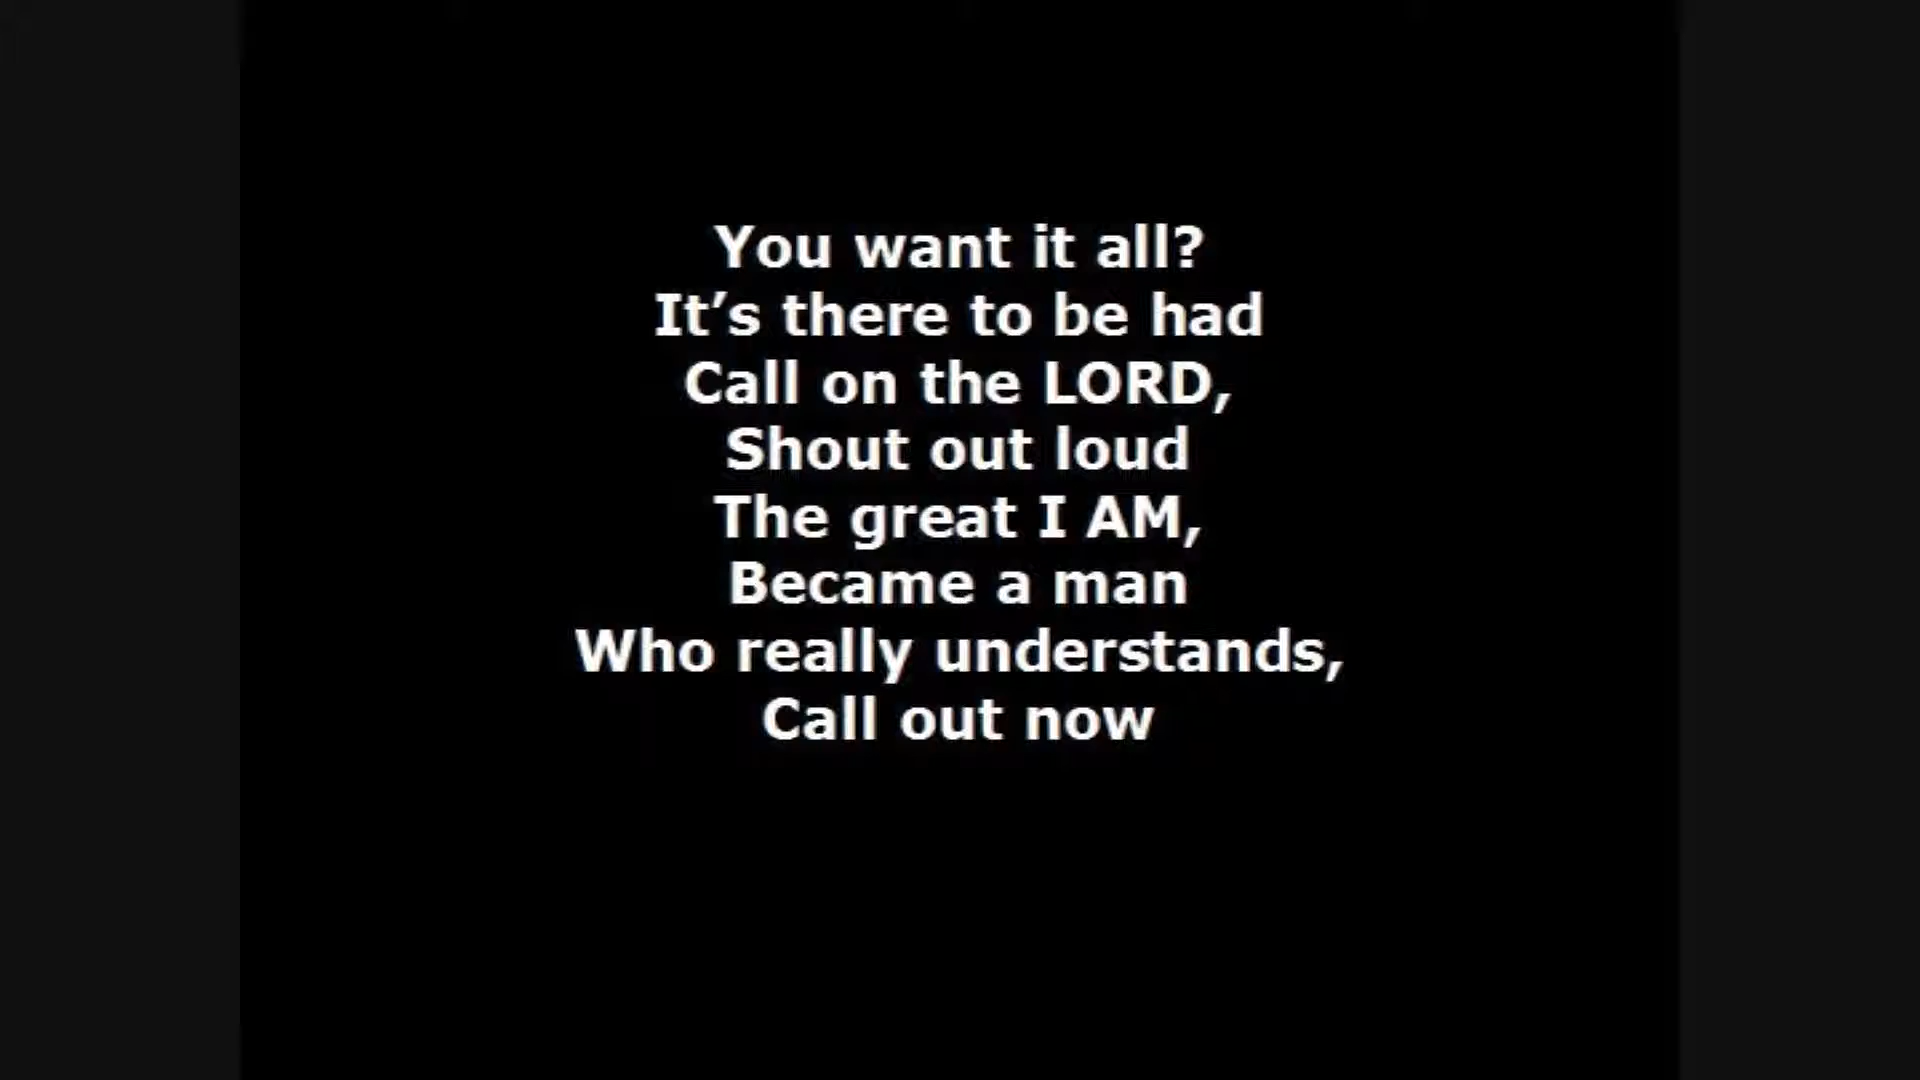 You want it all?
It’s there to be had
Call on the LORD,
Shout out loud
The great I AM,
Became a man
Who really understands,
Call out now